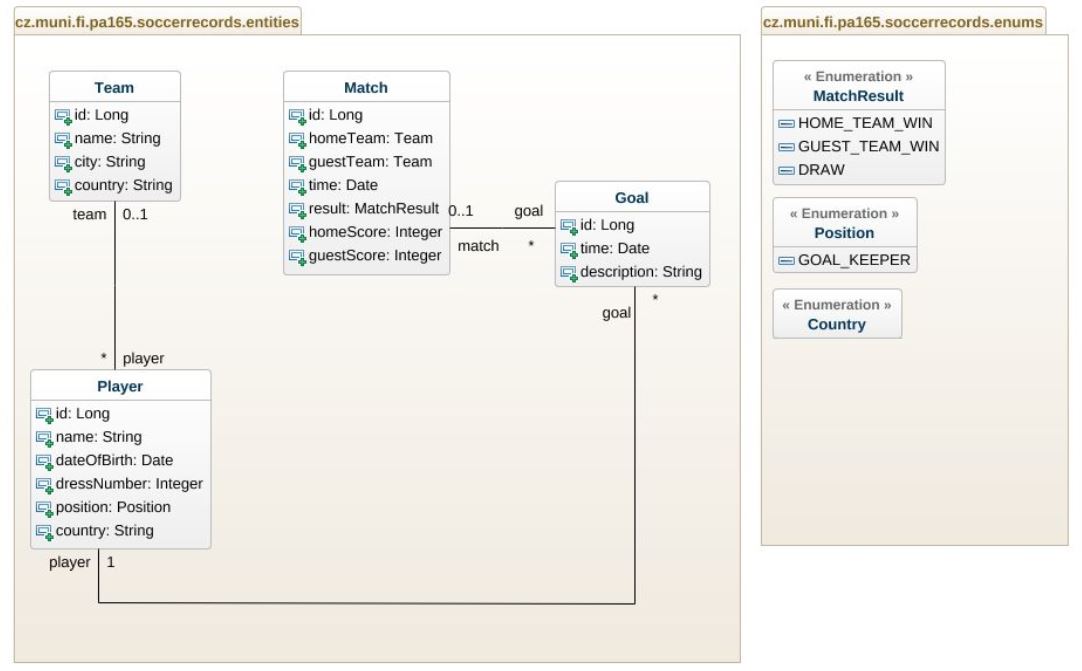 cz.muni.fi.pa165.soccerrecords.entities
Team
id: Long
name: String
city: String
country: String
team 0..1
* player
Player
id: Long
name: String
dateOfBirth: Date
dressNumber: Integer
position: Position
country: String
player 1
Match
id: Long
homeTeam: Team
guestTeam: Team
time: Date
result: MatchResult
homeScore: Integer
guestScore: Integer
0..1 goal
match *
Goal
id: Long
time: Date
description: String
*
goal
cz.muni.fi.pa165.soccerrecords.enums
« Enumeration »
MatchResult
HOME_TEAM_WIN
GUEST_TEAM_WIN
DRAW
« Enumeration »
Position
GOAL_KEEPER
« Enumeration »
Country